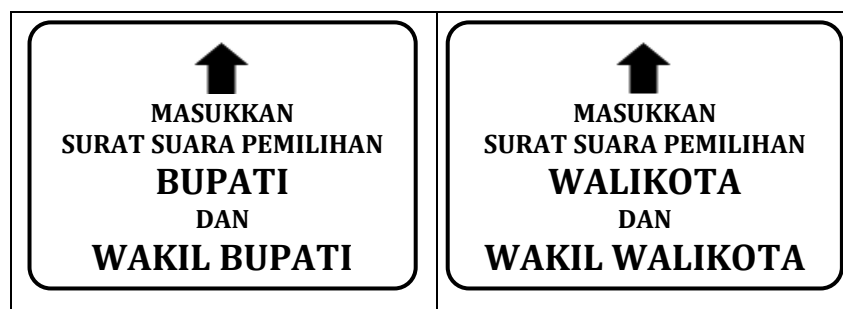 MASUKKAN
SURAT SUARA PEMILIHAN
BUPATI
DAN
WAKIL BUPATI
MASUKKAN
SURAT SUARA PEMILIHAN
WALIKOTA
DAN
WAKIL WALIKOTA